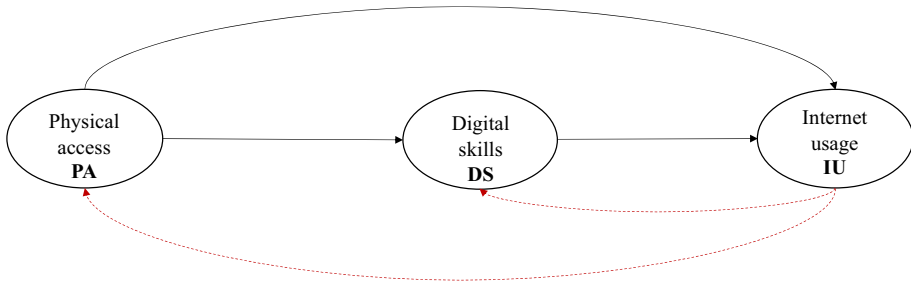 Physical
access
PA
Digital
skills
DS
Internet
usage
IU